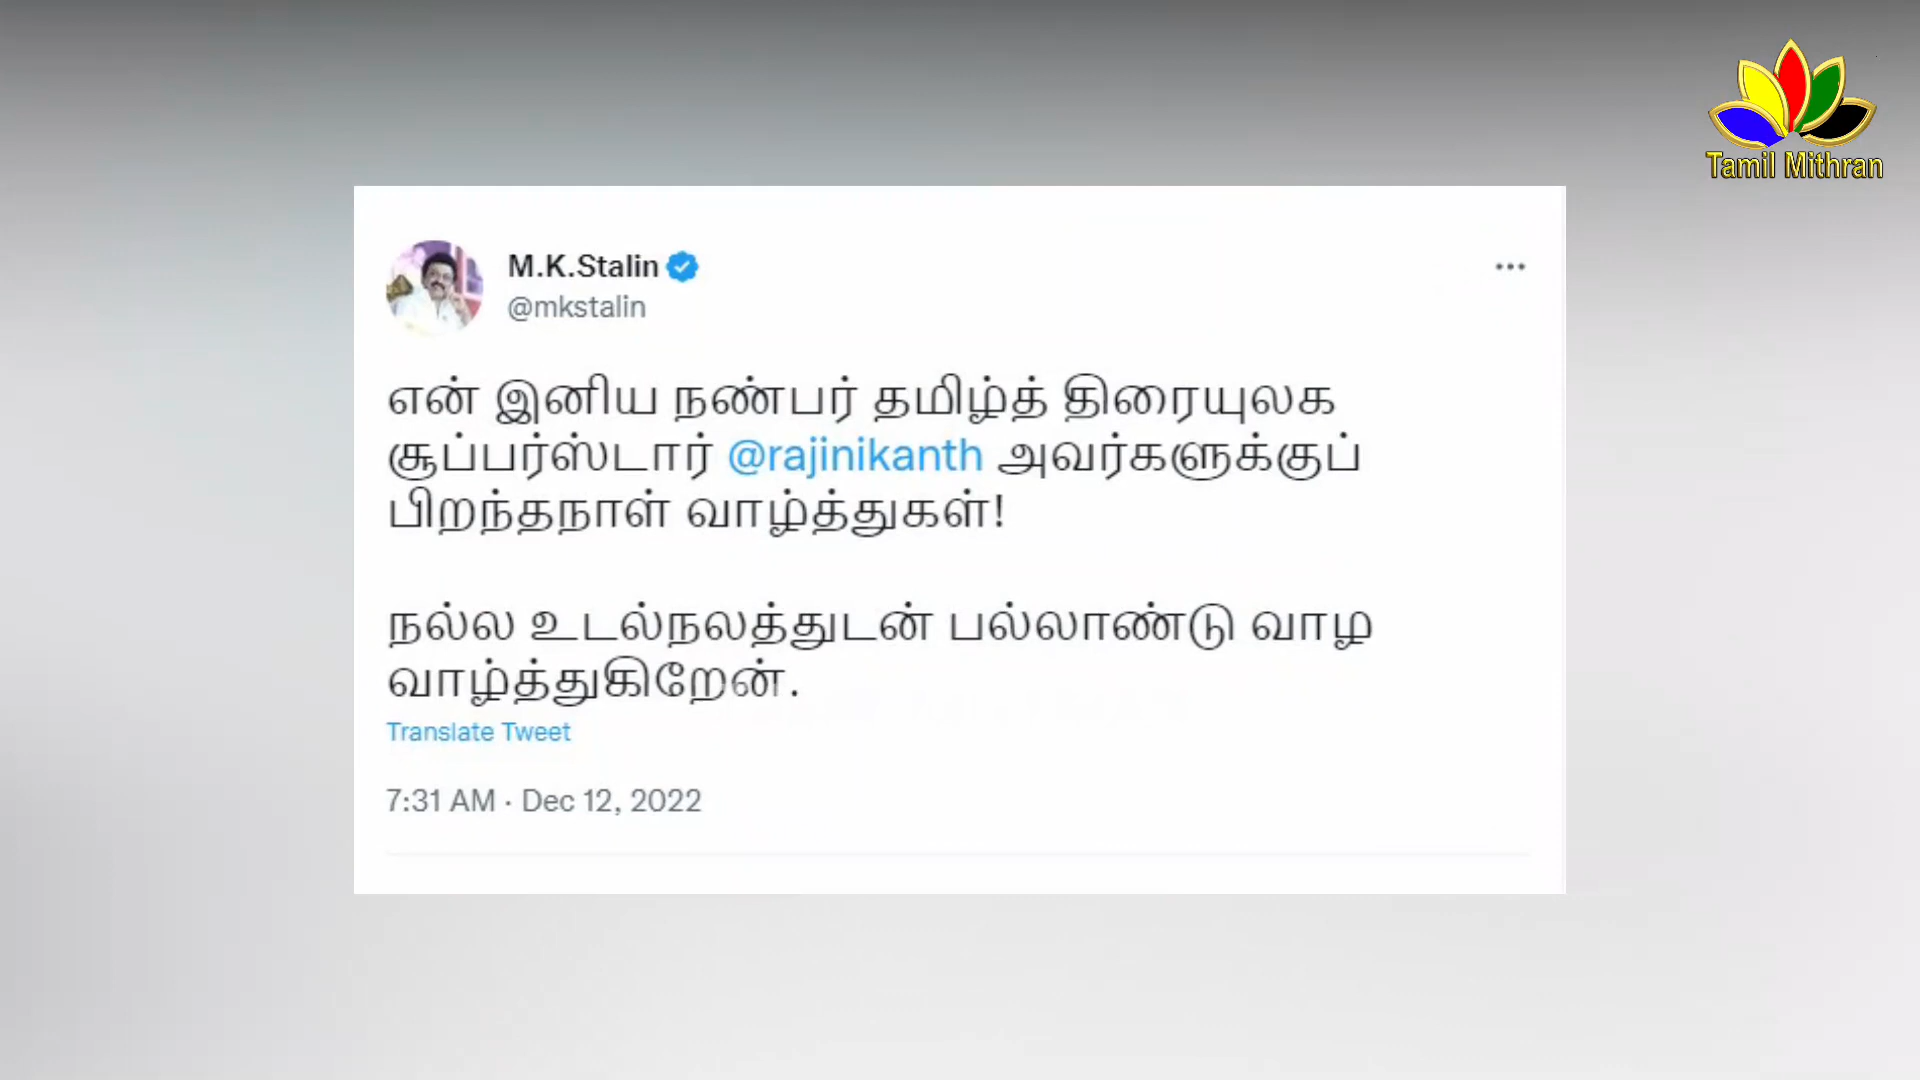 Tamil Mithran
M.K.Stalin
@mkstalin
என் இனிய நண்பர் தமிழ்த் திரையுலக
சூப்பர்ஸ்டார் @rajinikanth அவர்களுக்குப்
பிறந்தநாள் வாழ்த்துகள்!
நல்ல உடல்நலத்துடன் பல்லாண்டு வாழ
வாழ்த்துகிறேன்.
Translate Tweet
7:31 AM · Dec 12, 2022